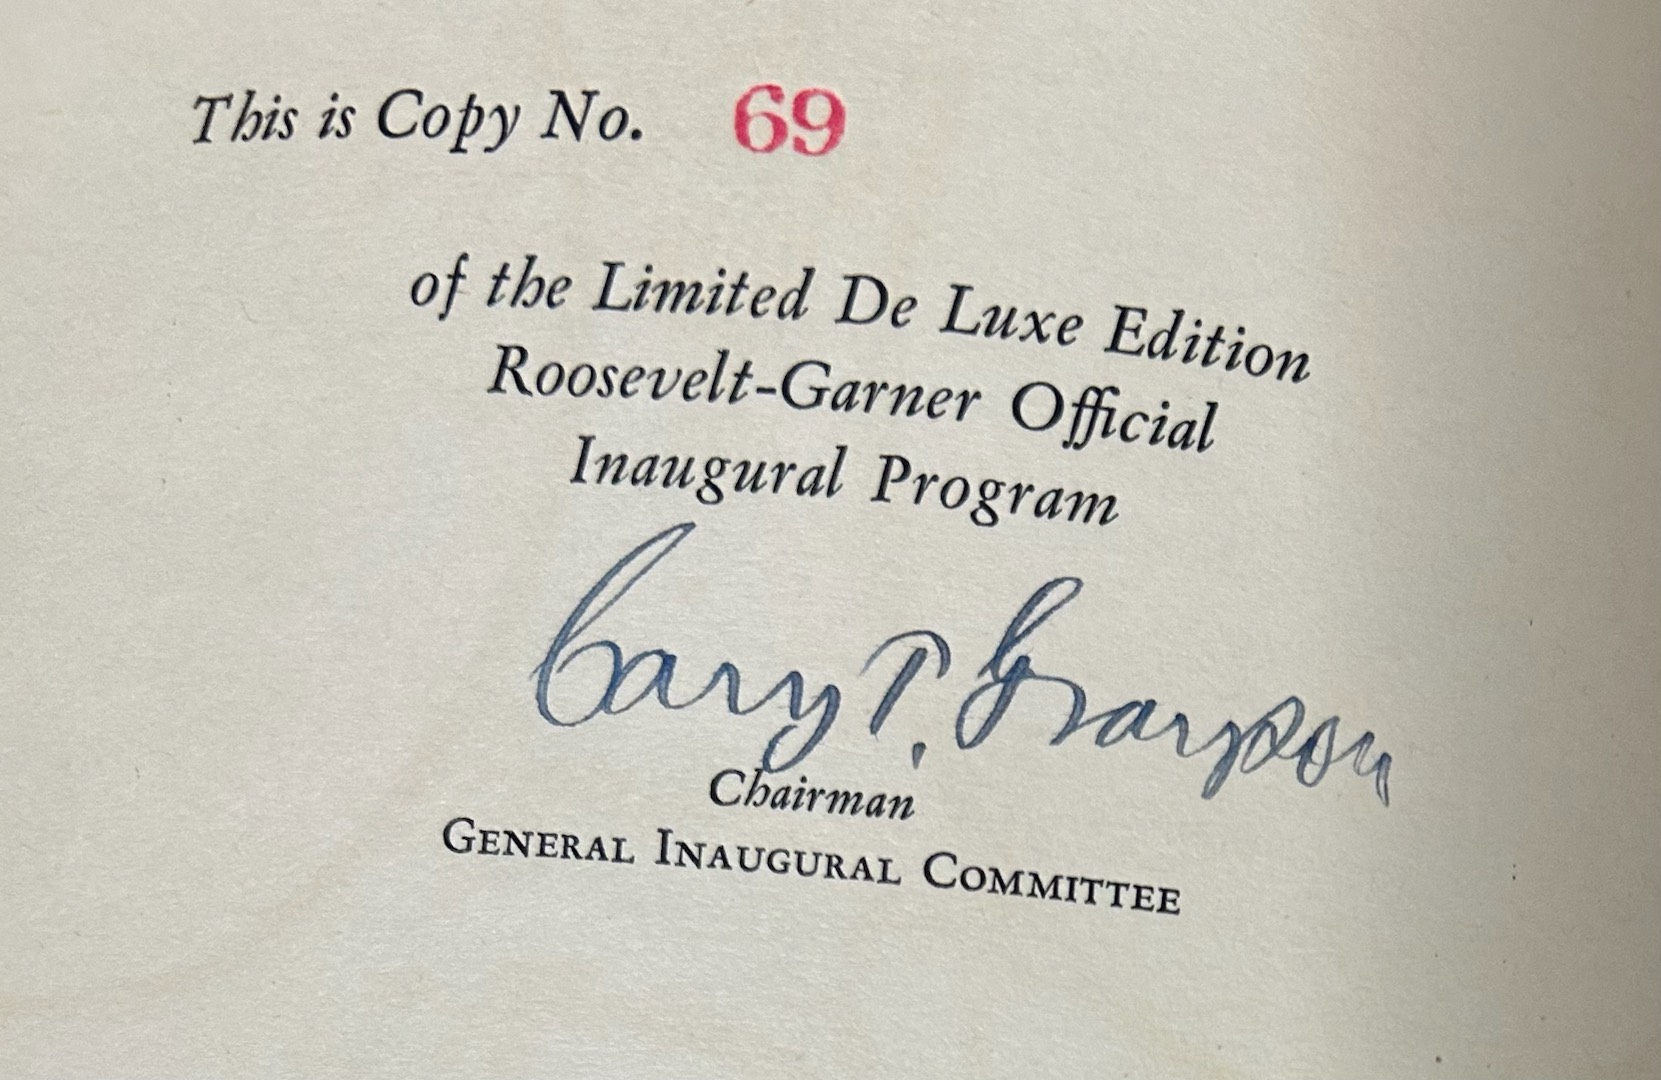 This is Copy No. 69
of the Limited De Luxe Edition
Roosevelt-Garner Official
Inaugural Program
Cary T. Grayson
Chairman
GENERAL INAUGURAL COMMITTEE